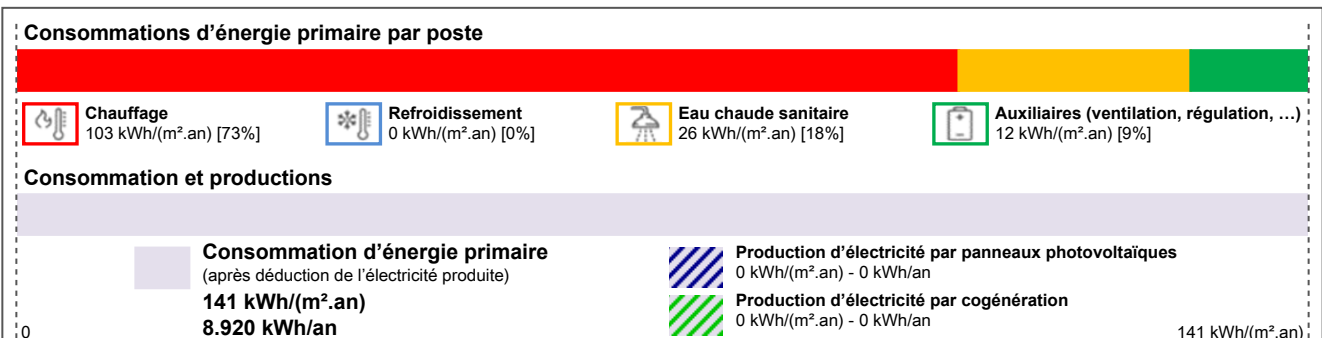 Consommations d'énergie primaire par poste
Chauffage
103 kWh/(m².an) [73%]
Refroidissement
0 kWh/(m².an) [0%]
Eau chaude sanitaire
26 kWh/(m².an) [18%]
Auxiliaires (ventilation, régulation, …)
12 kWh/(m².an) [9%]
Consommation et productions
Consommation d'énergie primaire
(après déduction de l'électricité produite)
141 kWh/(m².an)
8.920 kWh/an
Production d'électricité par panneaux photovoltaïques
0 kWh/(m².an) - 0 kWh/an
Production d'électricité par cogénération
0 kWh/(m².an) - 0 kWh/an
0
141 kWh/(m².an)